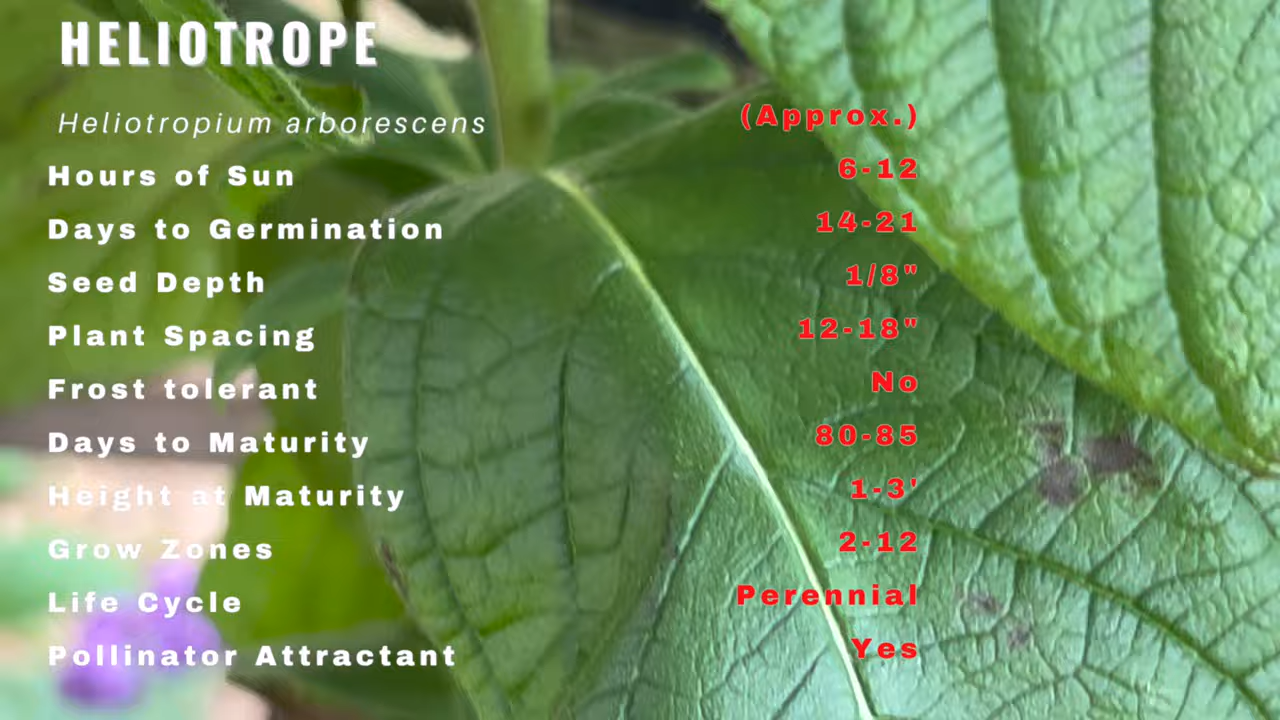 HELIOTROPE
Heliotropium arborescens
(Approx.)
Hours of Sun 6-12
Days to Germination 14-21
Seed Depth 1/8"
Plant Spacing 12-18"
Frost tolerant No
Days to Maturity 80-85
Height at Maturity 1-3'
Grow Zones 2-12
Life Cycle Perennial
Pollinator Attractant Yes